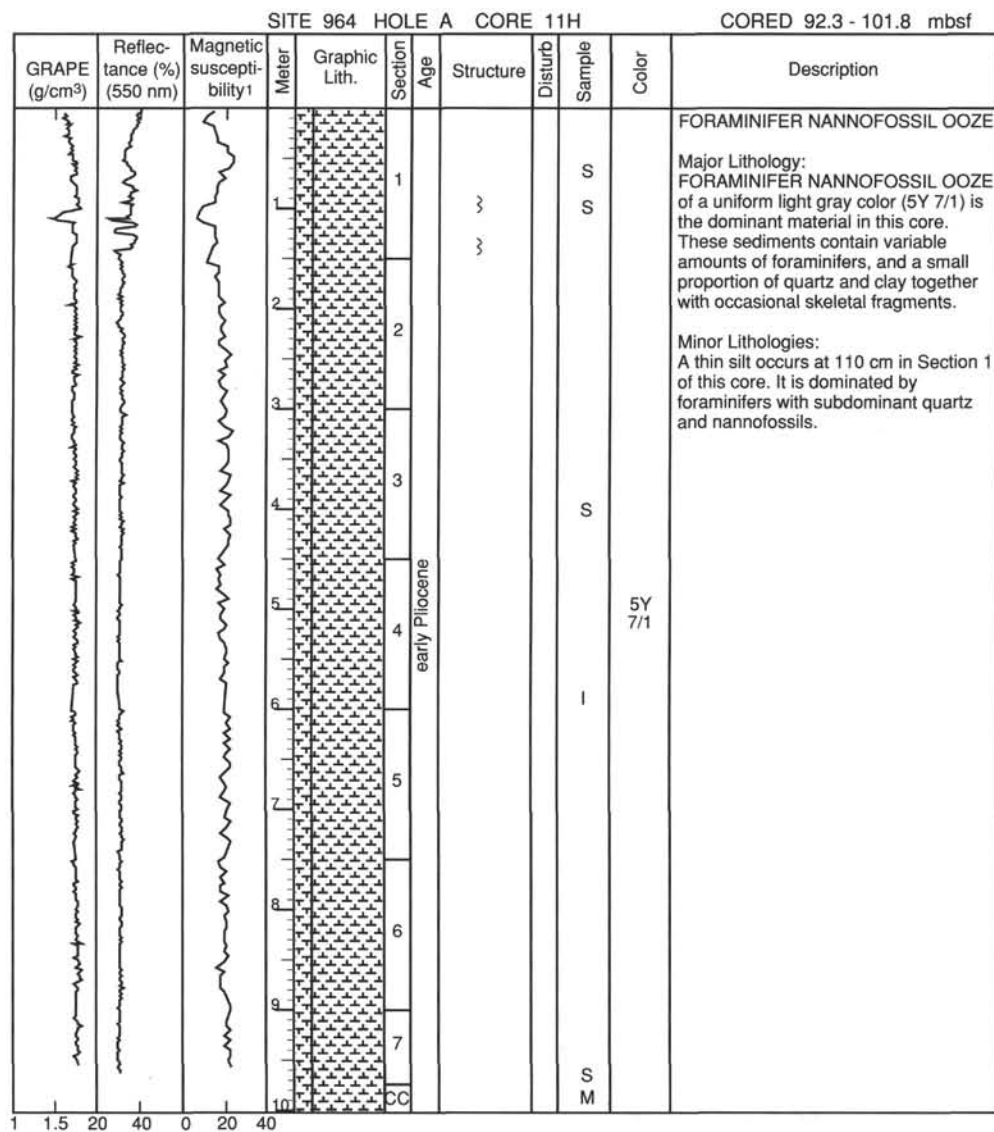 SITE 964 HOLE A CORE 11H CORED 92.3 - 101.8 mbsf
GRAPE
(g/cm3)
Reflec-
tance (%)
(550 nm)
Magnetic
suscepti-
bility1
Meter
Graphic
Lith.
Section
Age
Structure
Disturb
Sample
Color
Description
1
2
3
4
5
6
7
8
9
10
1
2
3
4
5
6
7
CC
early Pliocene
S
S
S
I
S
M
5Y
7/1
FORAMINIFER NANNOFOSSIL OOZE
Major Lithology:
FORAMINIFER NANNOFOSSIL OOZE
of a uniform light gray color (5Y 7/1) is
the dominant material in this core.
These sediments contain variable
amounts of foraminifers, and a small
proportion of quartz and clay together
with occasional skeletal fragments.
Minor Lithologies:
A thin silt occurs at 110 cm in Section 1
of this core. It is dominated by
foraminifers with subdominant quartz
and nannofossils.
1 1.5 20 40 0 20 40